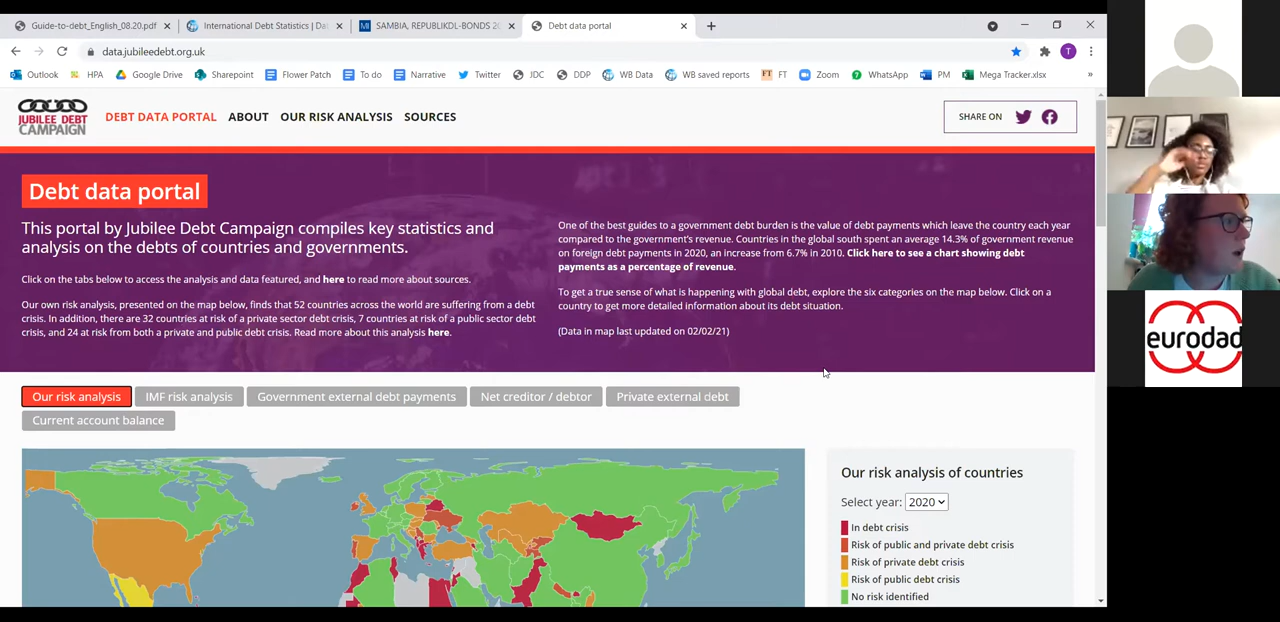 Guide-to-debt_English_08.20.pdf
International Debt Statistics | Dat
SAMBIA, REPUBLIKDL-BONDS 20
Debt data portal
data.jubileedebt.org.uk
T
Outlook
HPA
Google Drive
Sharepoint
Flower Patch
To do
Narrative
Twitter
JDC
DDP
WB Data
WB saved reports
FT
FT
Zoom
WhatsApp
PM
Mega Tracker.xlsx
»
JUBILEE DEBT
CAMPAIGN
DEBT DATA PORTAL
ABOUT
OUR RISK ANALYSIS
SOURCES
SHARE ON
Debt data portal
This portal by Jubilee Debt Campaign compiles key statistics and
analysis on the debts of countries and governments.
Click on the tabs below to access the analysis and data featured, and here to read more about sources.
Our own risk analysis, presented on the map below, finds that 52 countries across the world are suffering from a debt
crisis. In addition, there are 32 countries at risk of a private sector debt crisis, 7 countries at risk of a public sector debt
crisis, and 24 at risk from both a private and public debt crisis. Read more about this analysis here.
One of the best guides to a government debt burden is the value of debt payments which leave the country each year
compared to the government's revenue. Countries in the global south spent an average 14.3% of government revenue
on foreign debt payments in 2020, an increase from 6.7% in 2010. Click here to see a chart showing debt
payments as a percentage of revenue.
To get a true sense of what is happening with global debt, explore the six categories on the map below. Click on a
country to get more detailed information about its debt situation.
(Data in map last updated on 02/02/21)
Our risk analysis
IMF risk analysis
Government external debt payments
Net creditor / debtor
Private external debt
Current account balance
Our risk analysis of countries
Select year: 2020
In debt crisis
Risk of public and private debt crisis
Risk of private debt crisis
Risk of public debt crisis
No risk identified
eurodad